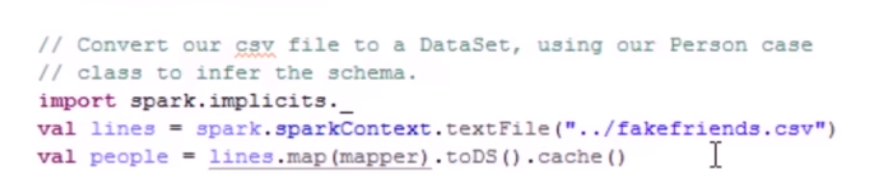 // Convert our csv file to a DataSet, using our Person case
// class to infer the schema.
import spark.implicits._
val lines = spark.sparkContext.textFile("../fakefriends.csv")
val people = lines.map(mapper).toDS().cache()